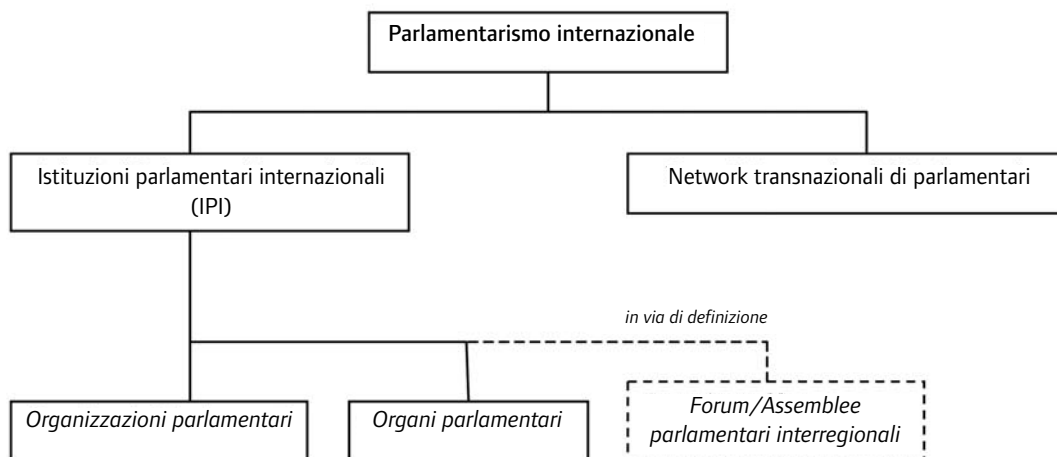 Parlamentarismo internazionale
Istituzioni parlamentari internazionali
(IPI)
Network transnazionali di parlamentari
in via di definizione
Organizzazioni parlamentari
Organi parlamentari
Forum/Assemblee
parlamentari interregionali